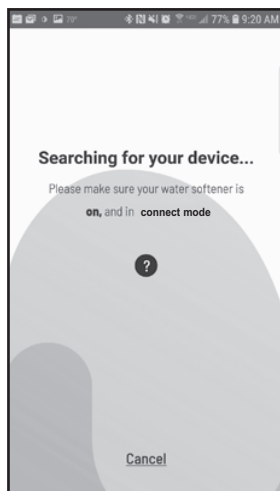 70° 77% 9:20 AM
Searching for your device...
Please make sure your water softener is
on, and in connect mode
?
Cancel